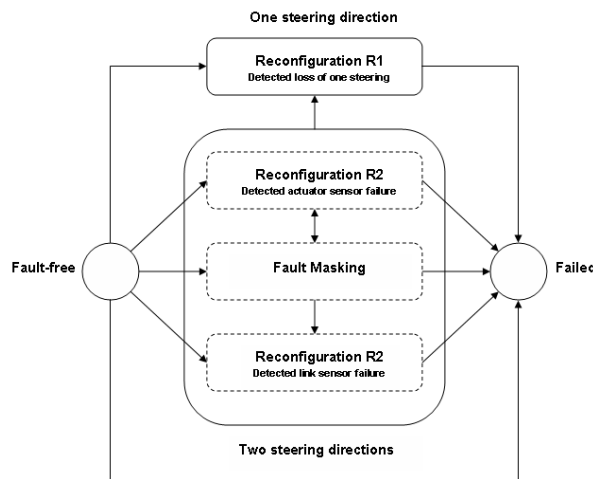 One steering direction
Reconfiguration R1
Detected loss of one steering
Reconfiguration R2
Detected actuator sensor failure
Fault-free
Fault Masking
Failed
Reconfiguration R2
Detected link sensor failure
Two steering directions